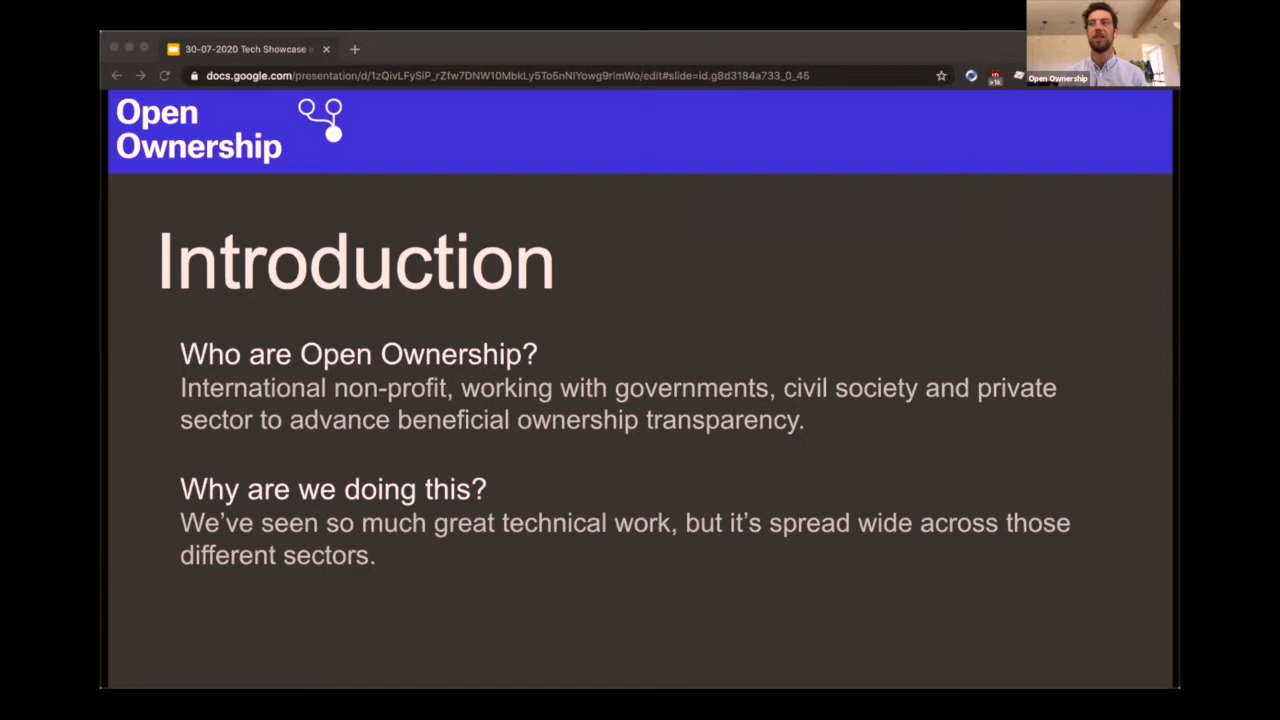 30-07-2020 Tech Showcase
docs.google.com/presentation/d/1zQivLFySiP_rZfw7DNW10MbkLy5To5nNlYowg9rlmWo/edit#slide=id.g8d3184a733_0_45
>1k
Open Ownership
Open
Ownership
Introduction
Who are Open Ownership?
International non-profit, working with governments, civil society and private
sector to advance beneficial ownership transparency.
Why are we doing this?
We’ve seen so much great technical work, but it’s spread wide across those
different sectors.